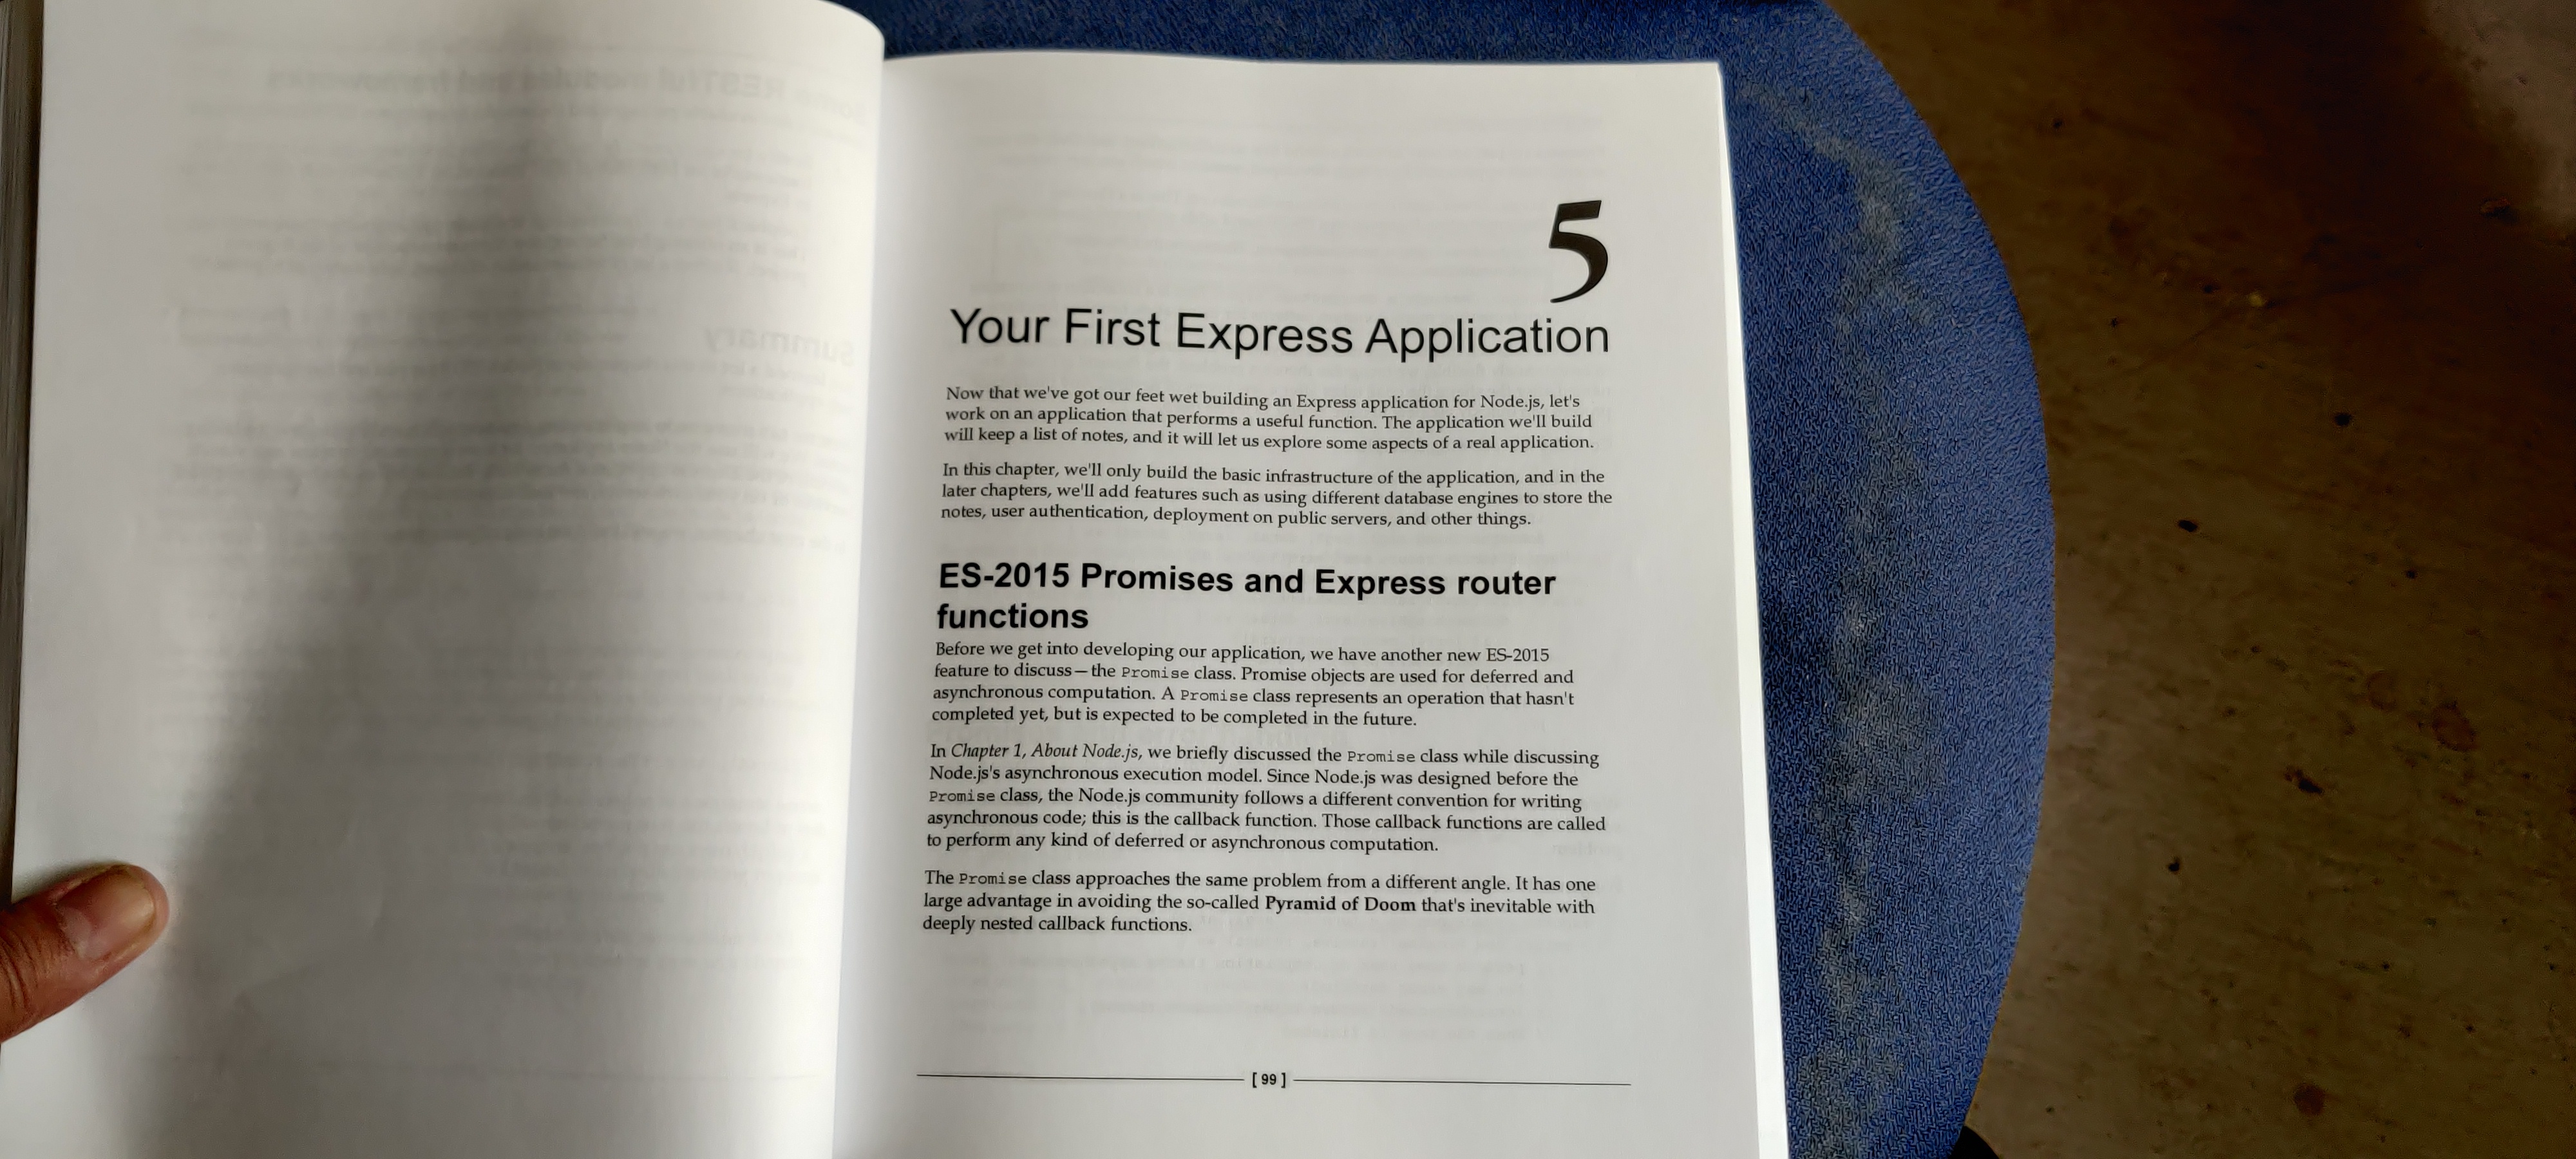 5
Your First Express Application
Now that we've got our feet wet building an Express application for Node.js, let's
work on an application that performs a useful function. The application we'll build
will keep a list of notes, and it will let us explore some aspects of a real application.
In this chapter, we'll only build the basic infrastructure of the application, and in the
later chapters, we'll add features such as using different database engines to store the
notes, user authentication, deployment on public servers, and other things.
ES-2015 Promises and Express router
functions
Before we get into developing our application, we have another new ES-2015
feature to discuss—the Promise class. Promise objects are used for deferred and
asynchronous computation. A Promise class represents an operation that hasn't
completed yet, but is expected to be completed in the future.
In Chapter 1, About Node.js, we briefly discussed the Promise class while discussing
Node.js's asynchronous execution model. Since Node.js was designed before the
Promise class, the Node.js community follows a different convention for writing
asynchronous code; this is the callback function. Those callback functions are called
to perform any kind of deferred or asynchronous computation.
The Promise class approaches the same problem from a different angle. It has one
large advantage in avoiding the so-called Pyramid of Doom that's inevitable with
deeply nested callback functions.
[ 99 ]